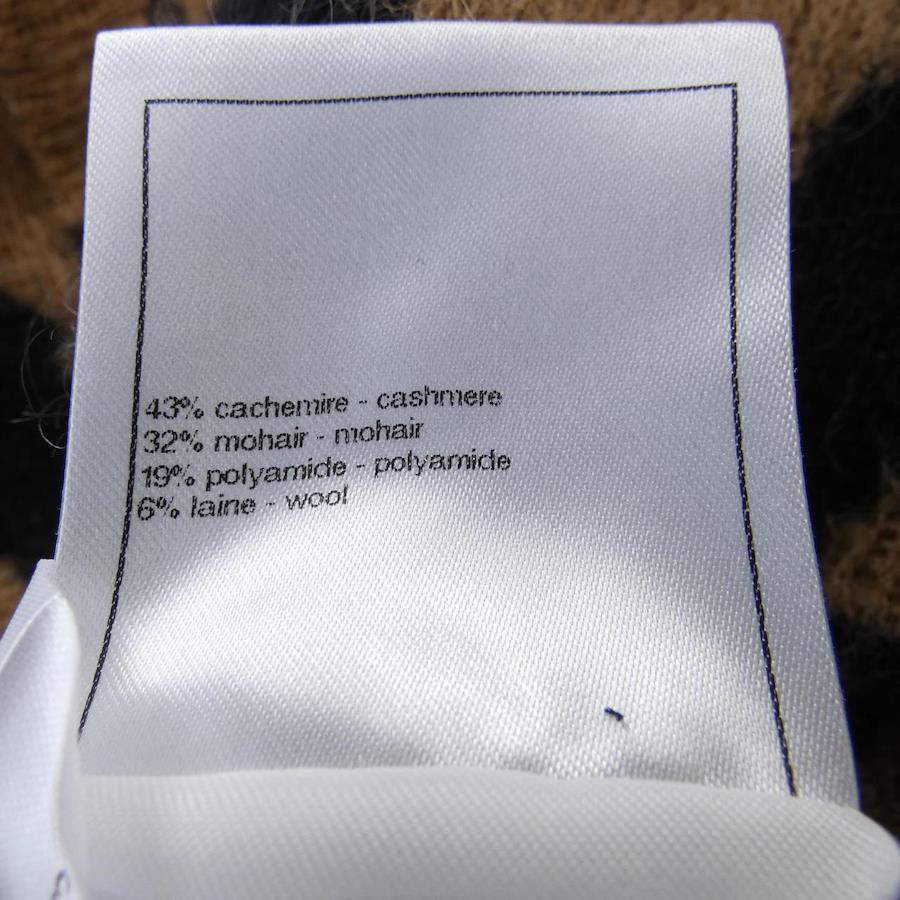 43% cachemire - cashmere
32% mohair - mohair
19% polyamide - polyamide
6% laine - wool